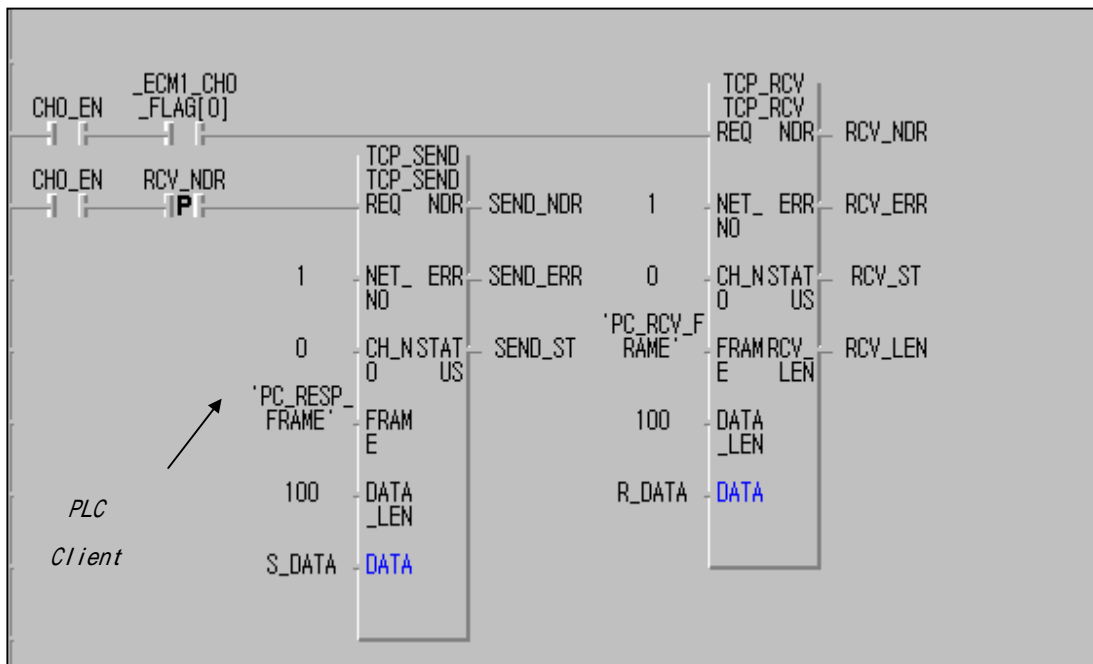 _ECM1_CH0
CH0_EN _FLAG[0]
TCP_RCV
TCP_RCV
REQ NDR RCV_NDR
CH0_EN RCV_NDR
P
TCP_SEND
TCP_SEND
REQ NDR SEND_NDR
1 NET_ ERR RCV_ERR
NO
1 NET_ ERR SEND_ERR
NO
0 CH_N STAT RCV_ST
O US
0 CH_N STAT SEND_ST
O US
'PC_RCV_F
RAME' FRAM RCV_ RCV_LEN
E LEN
'PC_RESP_
FRAME' FRAM
E
100 DATA
_LEN
100 DATA
_LEN
R_DATA DATA
S_DATA DATA
PLC
Client